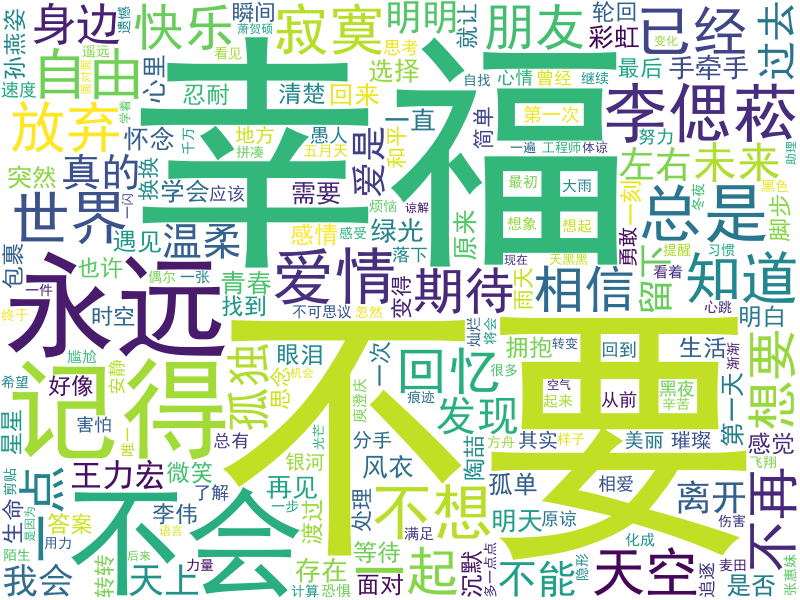 孙燕姿
身边
遗憾
快乐
瞬间
萧贺硕
寂寞
明明
就让
朋友
轮回
彩虹
已经
变化
过去
速度
自由
遥远
面对面
心里
看见
思考
选择
心情
曾经
继续
最后
手牵手
自找
李偲菘
放弃
学着
忍耐
清楚
回来
怀念
千万
地方
愚人
拼凑
五月天
和平
爱是
一直
简单
第一次
一遍
工程师
体谅
努力
助理
突然
真的
换换
学会
应该
需要
烦恼
谅解
最初
大雨
想象
想起
勇敢
一刻
左右
未来
冬夜
黑色
脚步
世界
一闪
遇见
温柔
感情
感受
绿光
原来
落下
现在
天黑黑
总是
提醒
习惯
包裹
也许
偶尔
一张
青春
找到
爱情
变得
期待
雨天
相信
留下
看着
知道
心跳
一件
终于
永远
时空
不可思议
忽然
灿烂
将会
明白
渐渐
幸福
不要
尴尬
希望
好像
安静
记得
孤独
眼泪
思念
机会
一次
回忆
很多
拥抱
转变
回到
生活
第一天
想要
星星
害怕
唯一
总有
光芒
庾澄庆
痕迹
发现
空气
起来
从前
黑夜
辛苦
剪贴
一点
王力宏
微笑
银河
分手
风衣
陶喆
方舟
其实
样子
美丽
璀璨
感觉
飞翔
生命
是因为
答案
了解
李伟
再见
一步
渡过
处理
不想
满足
孤单
相爱
离开
伤害
不再
陌生
用力
语言
不会
明天
原谅
化成
我会
转转
后来
天上
力量
存在
计算
恐惧
等待
面对
一起
沉默
多一点点
不能
隐形
天空
追逐
麦田
是否
张惠妹